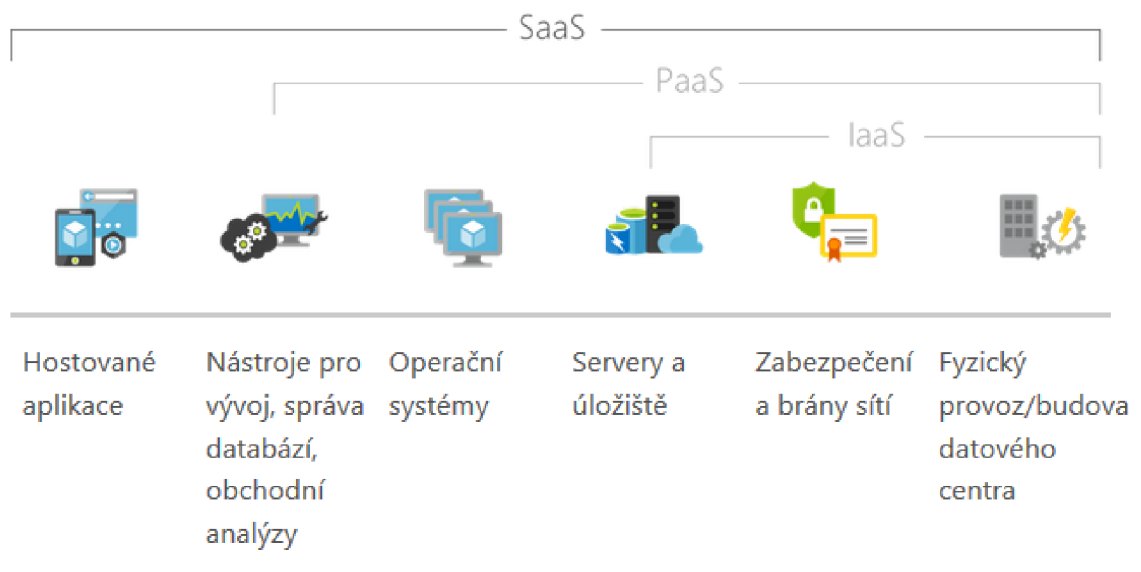 SaaS
PaaS
IaaS
Hostované
aplikace
Nástroje pro
vývoj, správa
databází,
obchodní
analýzy
Operační
systémy
Servery a
úložiště
Zabezpečení
a brány sítí
Fyzický
provoz/budova
datového
centra